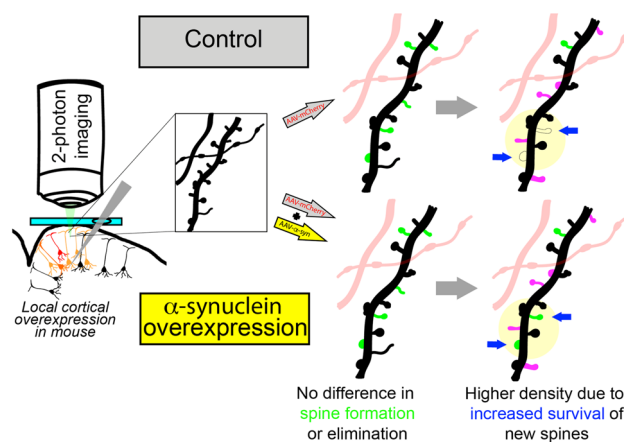 Control
2-photon
imaging
AAV-mCherry
AAV-mCherry
+
AAV-α-syn
Local cortical
overexpression
in mouse
α-synuclein
overexpression
No difference in
spine formation
or elimination
Higher density due to
increased survival of
new spines